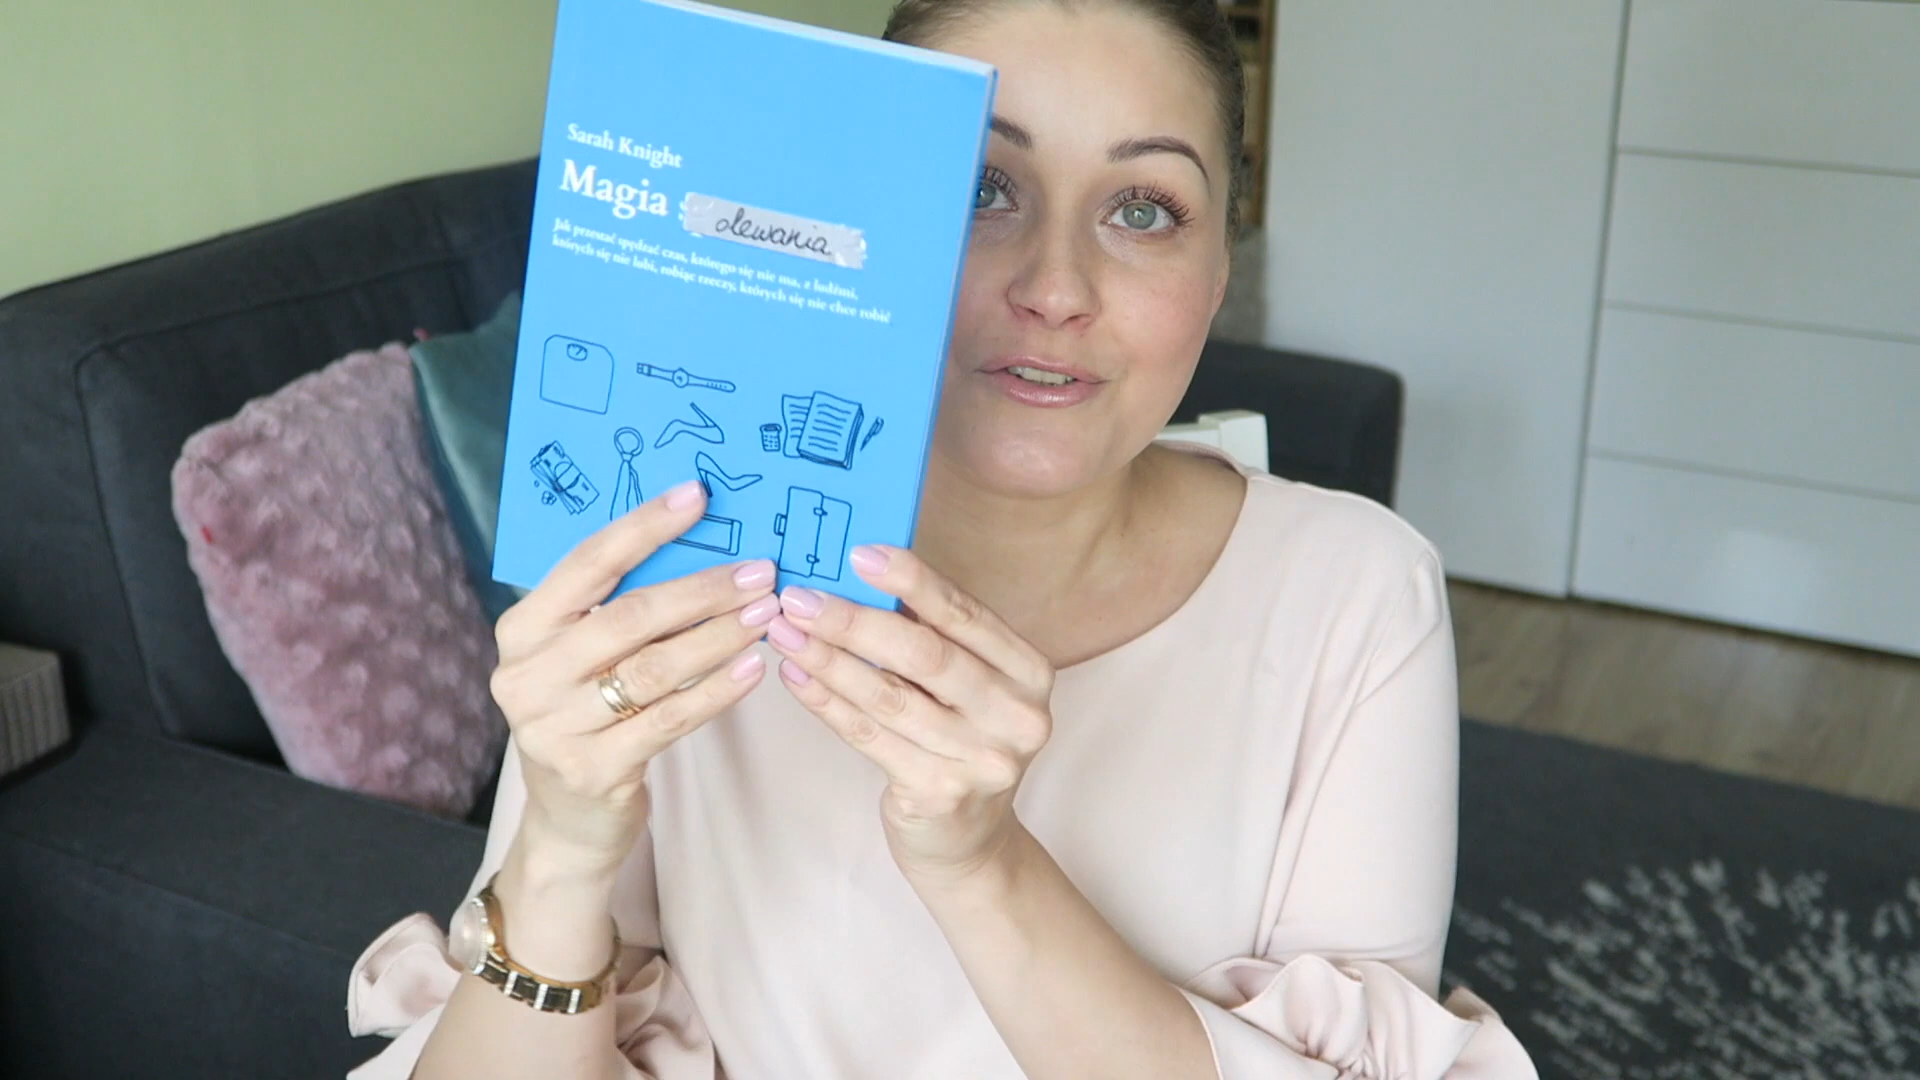 Sarah Knight
Magia olewania
Jak przestać spędzać czas, którego się nie ma, z ludźmi,
których się nie lubi, robiąc rzeczy, których się nie chce robić